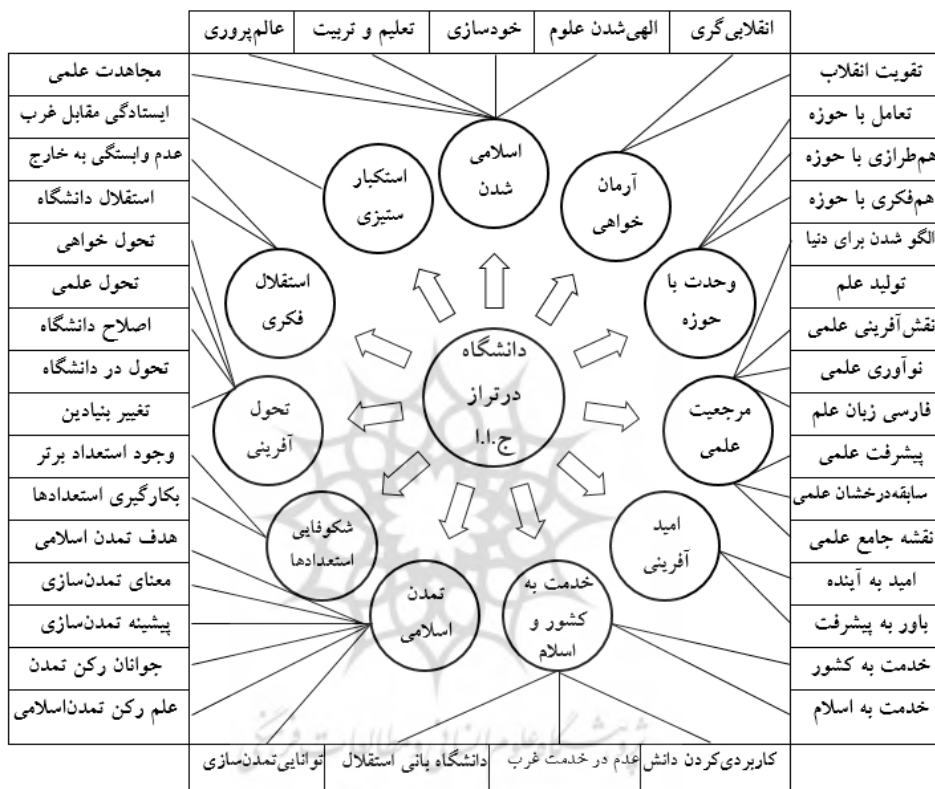 انقلابی‌گری
الهی‌شدن علوم
خودسازی
تعلیم و تربیت
عالم‌پروری
تقویت انقلاب
تعامل با حوزه
هم‌طرازی با حوزه
هم‌فکری با حوزه
الگو شدن برای دنیا
تولید علم
نقش‌آفرینی علمی
نوآوری علمی
فارسی زبان علم
پیشرفت علمی
سابقه‌درخشان علمی
نقشه جامع علمی
امید به آینده
باور به پیشرفت
خدمت به کشور
خدمت به اسلام
اسلامی
شدن
آرمان
خواهی
وحدت با
حوزه
مرجعیت
علمی
امید
آفرینی
خدمت به
کشور و
اسلام
تمدن
اسلامی
شکوفایی
استعدادها
تحول
آفرینی
استقلال
فکری
استکبار
ستیزی
دانشگاه
درتراز
ج.ا.ا
مجاهدت علمی
ایستادگی مقابل غرب
عدم وابستگی به خارج
استقلال دانشگاه
تحول خواهی
تحول علمی
اصلاح دانشگاه
تحول در دانشگاه
تغییر بنیادین
وجود استعداد برتر
بکارگیری استعدادها
هدف تمدن اسلامی
معنای تمدن‌سازی
پیشینه تمدن‌سازی
جوانان رکن تمدن
علم رکن تمدن‌اسلامی
پژوهشگاه علوم انسانی و مطالعات فرهنگی
کاربردی‌کردن دانش
عدم در خدمت غرب
دانشگاه بانی استقلال
توانایی‌تمدن‌سازی